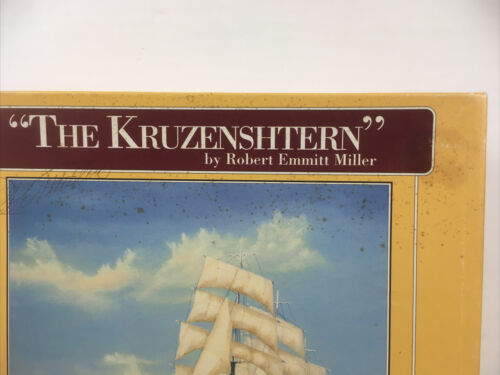 “THE KRUZENSHTERN”
by Robert Emmitt Miller